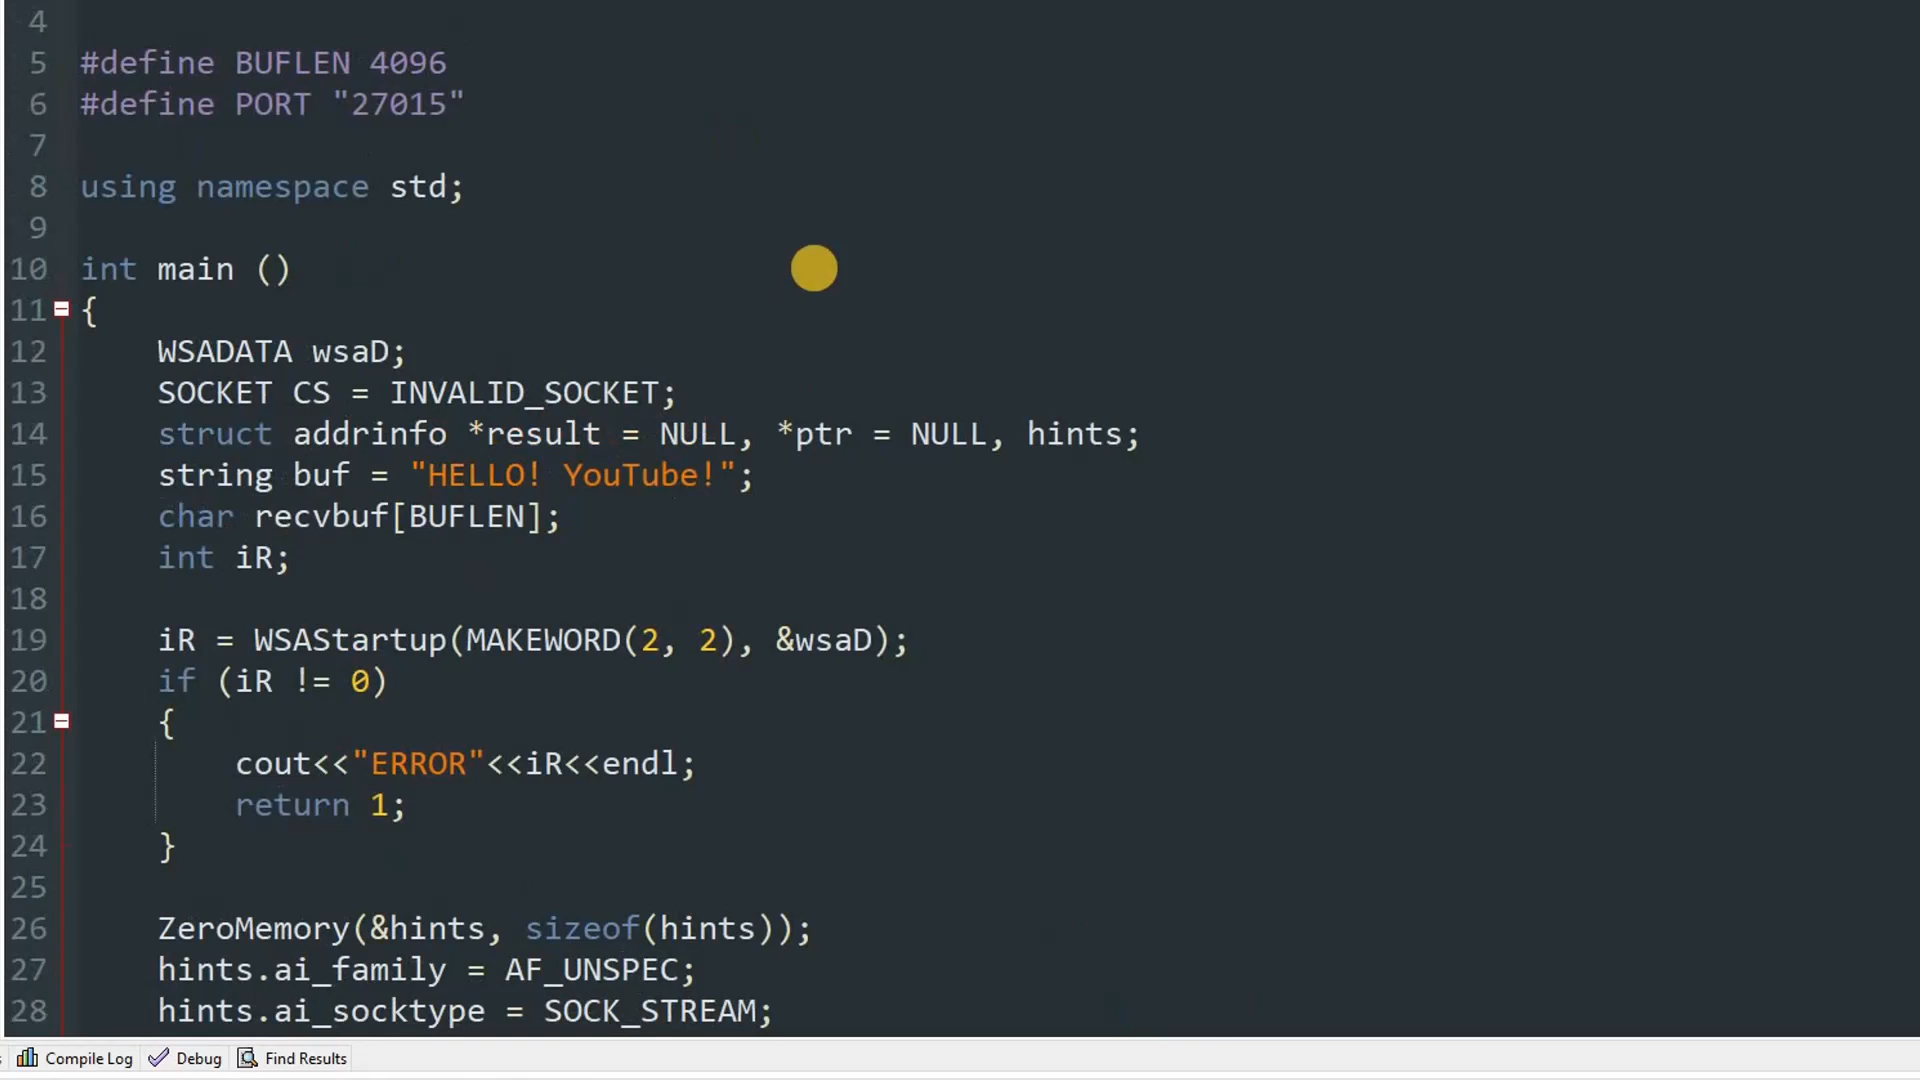 4
5 #define BUFLEN 4096
6 #define PORT "27015"
7
8 using namespace std;
9
10 int main ()
11 {
12 WSADATA wsaD;
13 SOCKET CS = INVALID_SOCKET;
14 struct addrinfo *result = NULL, *ptr = NULL, hints;
15 string buf = "HELLO! YouTube!";
16 char recvbuf[BUFLEN];
17 int iR;
18
19 iR = WSAStartup(MAKEWORD(2, 2), &wsaD);
20 if (iR != 0)
21 {
22 cout<<"ERROR"<<iR<<endl;
23 return 1;
24 }
25
26 ZeroMemory(&hints, sizeof(hints));
27 hints.ai_family = AF_UNSPEC;
28 hints.ai_socktype = SOCK_STREAM;
Compile Log Debug Find Results